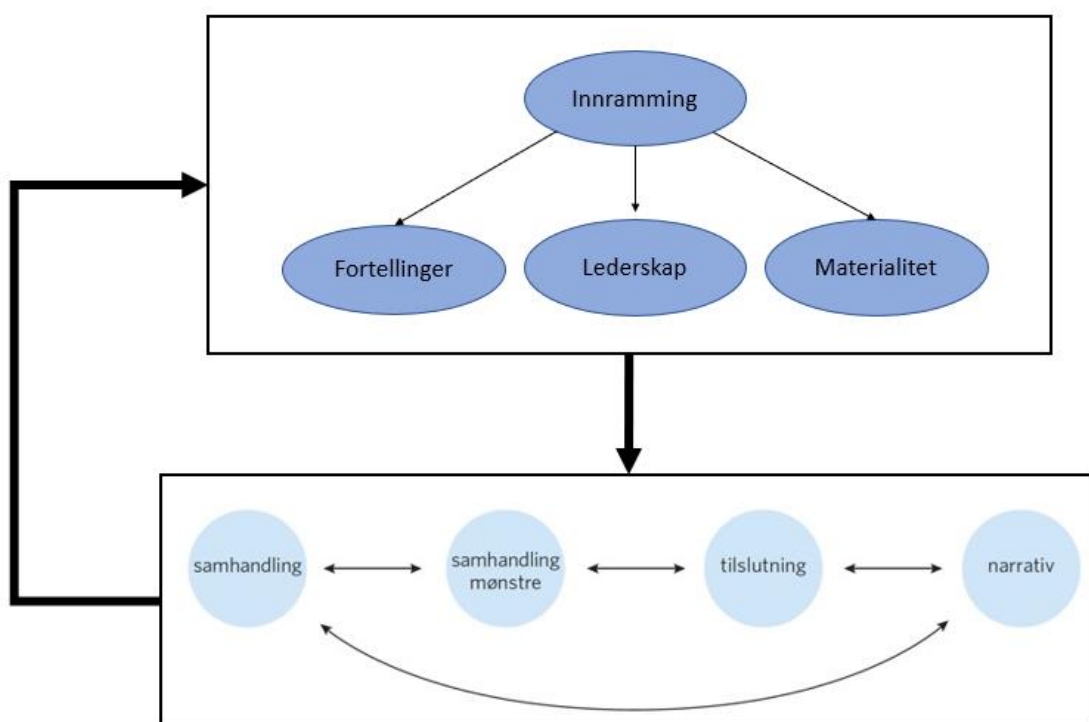 Innramming
Fortellinger
Lederskap
Materialitet
samhandling
samhandling
mønstre
tilslutning
narrativ